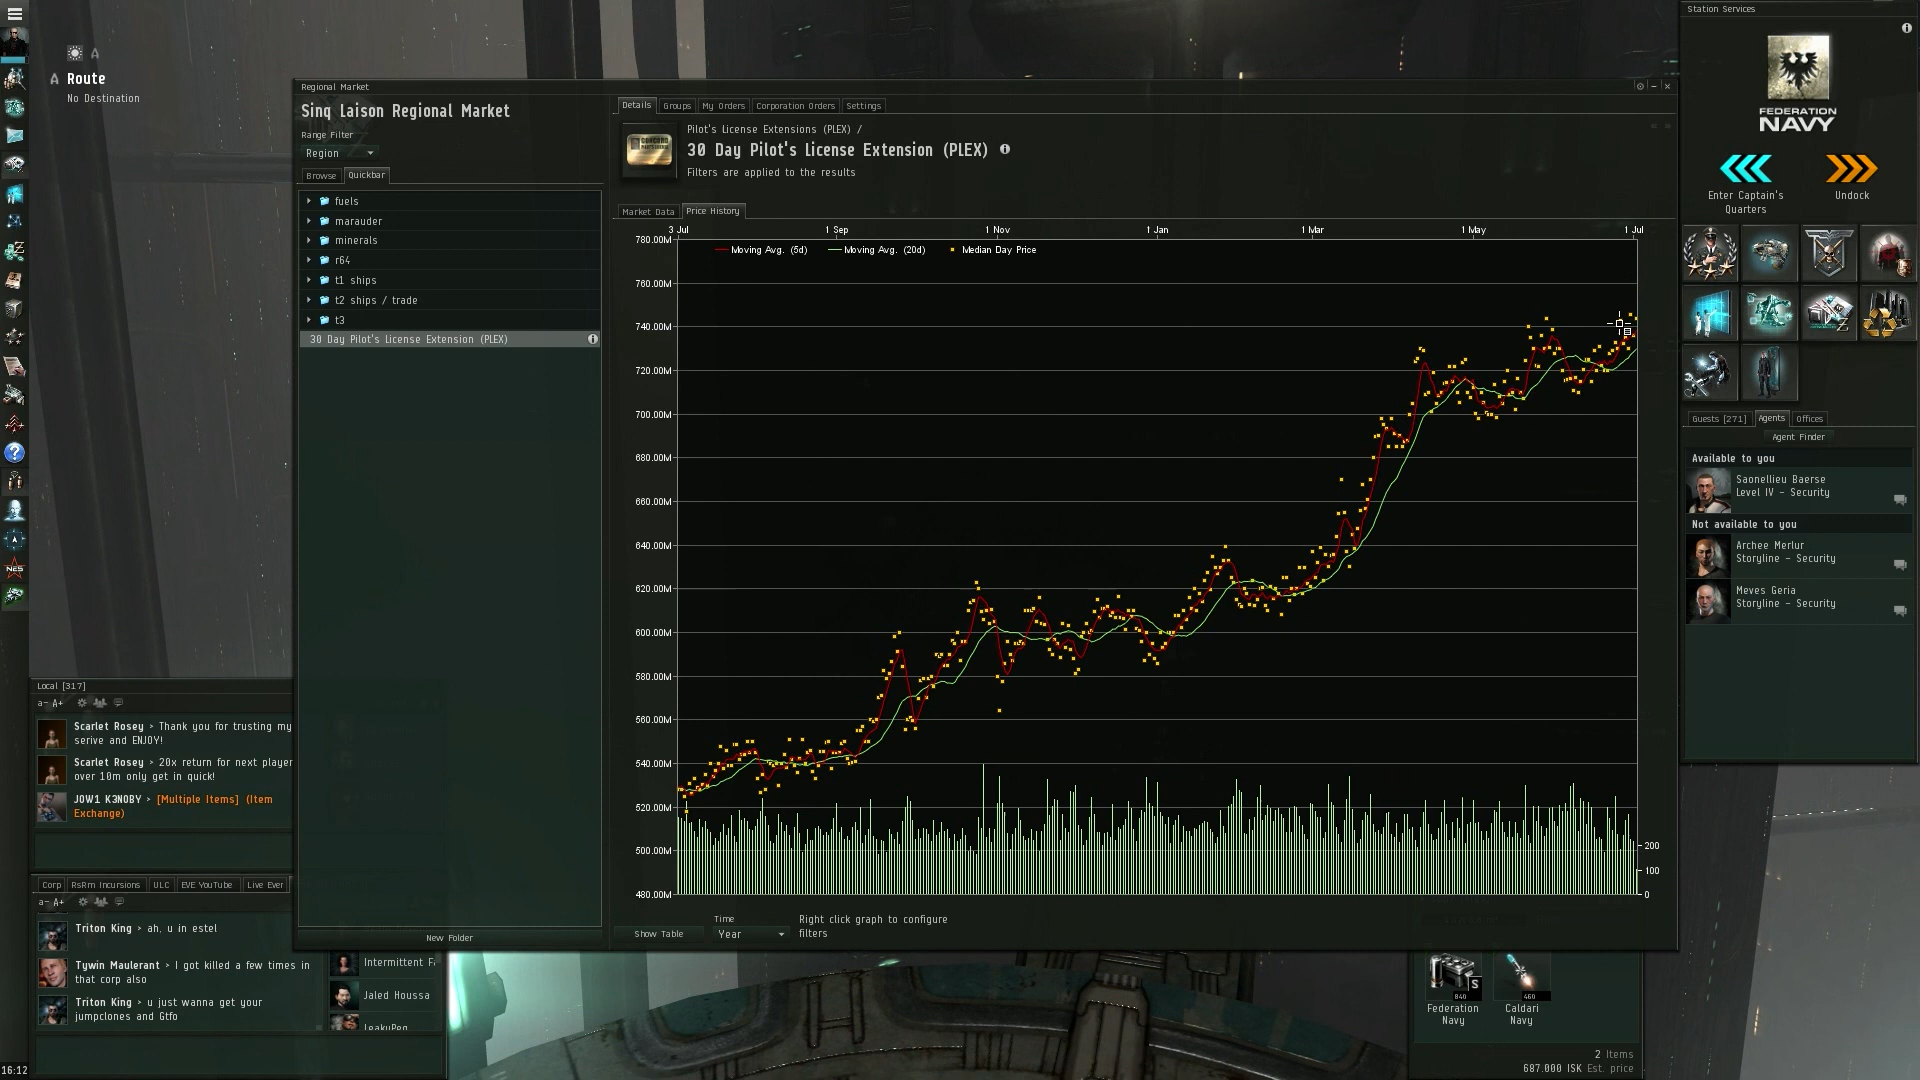 A
A Route
No Destination
Regional Market
Sinq Laison Regional Market
Range Filter
Region
Browse
Quickbar
fuels
marauder
minerals
r64
t1 ships
t2 ships / trade
t3
30 Day Pilot's License Extension (PLEX)
New Folder
Details
Groups
My Orders
Corporation Orders
Settings
Pilot's License Extensions (PLEX) /
30 Day Pilot's License Extension (PLEX)
Filters are applied to the results
Market Data
Price History
3 Jul
1 Sep
1 Nov
1 Jan
1 Mar
1 May
1 Jul
Moving Avg. (5d)
Moving Avg. (20d)
Median Day Price
780.00M
760.00M
740.00M
720.00M
700.00M
680.00M
660.00M
640.00M
620.00M
600.00M
580.00M
560.00M
540.00M
520.00M
500.00M
480.00M
200
100
0
Show Table
Time
Year
Right click graph to configure
filters
Station Services
FEDERATION
NAVY
Enter Captain's
Quarters
Undock
Guests [271]
Agents
Offices
Agent Finder
Available to you
Saonellieu Baerse
Level IV - Security
Not available to you
Archee Merlur
Storyline - Security
Meves Geria
Storyline - Security
NES
Local [317]
a- A+
Scarlet Rosey > Thank you for trusting my
serive and ENJOY!
Scarlet Rosey > 20x return for next player
over 10m only get in quick!
JOW1 K3NOBY > [Multiple Items] (Item
Exchange)
Corp
RsRm Incursions
ULC
EVE YouTube
Live Ever
a- A+
Triton King > ah, u in estel
Tywin Maulerant > I got killed a few times in
that corp also
Triton King > u just wanna get your
jumpclones and Gtfo
Jaled Houssa
LeakyPen
16:12
S
840
Federation
Navy
460
Caldari
Navy
2 Items
687.000 ISK Est. price